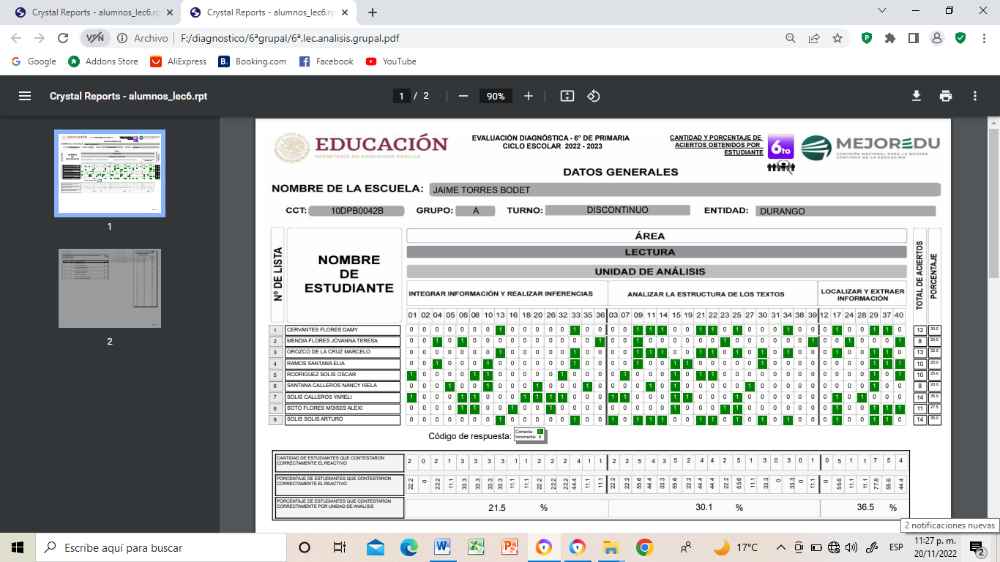 Crystal Reports - alumnos_lec6.rp
Crystal Reports - alumnos_lec6.rp
VPN
Archivo
F:/diagnostico/6ªgrupal/6ª.lec.analisis.grupal.pdf
Google
Addons Store
AliExpress
Booking.com
Facebook
YouTube
Crystal Reports - alumnos_lec6.rpt
1 / 2
90%
1
2
EDUCACIÓN
SECRETARÍA DE EDUCACIÓN PÚBLICA
EVALUACIÓN DIAGNÓSTICA - 6° DE PRIMARIA
CICLO ESCOLAR 2022 - 2023
CANTIDAD Y PORCENTAJE DE
ACIERTOS OBTENIDOS POR
ESTUDIANTE
6to
MEJOREDU
COMISIÓN NACIONAL PARA LA MEJORA
CONTINUA DE LA EDUCACIÓN
DATOS GENERALES
NOMBRE DE LA ESCUELA: JAIME TORRES BODET
CCT: 10DPB0042B GRUPO: A TURNO: DISCONTINUO ENTIDAD: DURANGO
Nº DE LISTA
NOMBRE
DE
ESTUDIANTE
ÁREA
LECTURA
UNIDAD DE ANÁLISIS
INTEGRAR INFORMACIÓN Y REALIZAR INFERENCIAS
ANALIZAR LA ESTRUCTURA DE LOS TEXTOS
LOCALIZAR Y EXTRAER
INFORMACIÓN
TOTAL DE ACIERTOS
PORCENTAJE
01 02 04 05 06 08 10 13 16 18 20 26 32 33 35 36 03 07 09 11 14 15 19 21 22 23 25 27 30 31 34 38 39 12 17 24 28 29 37 40
1 CERVANTES FLORES DAMY 0 0 0 0 0 0 0 1 0 0 0 0 0 1 0 0 0 0 1 1 1 0 0 1 1 0 1 0 0 0 1 0 0 0 1 0 0 1 1 0 12 30.0
2 MENDIA FLORES JOVANNA TERESA 0 0 1 0 1 0 0 0 0 0 0 0 0 0 0 1 0 0 1 0 0 0 0 0 0 1 0 0 0 0 0 0 1 0 0 1 0 0 0 1 8 20.0
3 OROZCO DE LA CRUZ MARCELO 0 0 0 0 0 0 0 1 0 0 0 0 0 1 0 0 0 0 1 1 1 0 0 1 1 0 1 0 1 0 1 0 0 0 1 0 0 1 1 0 13 32.5
4 RAMOS SANTANA ELIA 0 0 1 0 0 0 1 0 0 0 0 0 0 1 0 0 0 0 1 0 0 1 1 0 0 0 0 0 1 0 0 0 0 0 0 0 0 1 1 1 10 25.0
5 RODRIGUEZ SOLIS OSCAR 1 0 0 0 0 1 1 0 0 0 0 0 1 0 0 0 0 1 0 0 0 1 0 1 1 0 0 0 0 0 0 0 0 0 0 0 0 1 0 1 10 25.0
6 SANTANA CALLEROS NANCY ISELA 0 0 0 1 0 0 1 0 0 0 1 0 0 0 1 0 0 0 0 1 0 1 0 0 0 0 0 1 0 0 0 0 0 0 0 0 0 1 0 0 8 20.0
7 SOLIS CALLEROS YARELI 1 0 0 0 1 1 0 0 0 1 1 1 1 0 0 0 1 1 0 0 0 1 1 0 0 0 1 0 0 0 0 0 0 0 1 0 1 0 0 0 14 35.0
8 SOTO FLORES MOISES ALEXI 0 0 0 0 1 1 0 0 1 0 0 1 0 0 0 0 0 0 0 0 0 1 0 0 0 1 1 0 0 0 0 0 0 0 1 0 0 1 1 1 11 27.5
9 SOLIS SOLIS ARTURO 0 0 0 0 0 0 0 1 0 0 0 0 0 1 0 0 1 0 1 1 1 0 0 1 1 0 1 0 1 0 1 0 0 0 1 0 0 1 1 0 14 35.0
Código de respuesta: Correcta : 1
Incorrecta: 0
CANTIDAD DE ESTUDIANTES QUE CONTESTARON
CORRECTAMENTE EL REACTIVO
2 0 2 1 3 3 3 3 1 1 2 2 2 4 1 1 2 2 5 4 3 5 2 4 4 2 5 1 3 0 3 0 1 0 5 1 1 7 5 4
PORCENTAJE DE ESTUDIANTES QUE CONTESTARON
CORRECTAMENTE EL REACTIVO
22.2 0 22.2 11.1 33.3 33.3 33.3 33.3 11.1 11.1 22.2 22.2 22.2 44.4 11.1 11.1 22.2 22.2 55.6 44.4 33.3 55.6 22.2 44.4 44.4 22.2 55.6 11.1 33.3 0 33.3 0 11.1 0 55.6 11.1 11.1 77.8 55.6 44.4
PORCENTAJE DE ESTUDIANTES QUE CONTESTARON
CORRECTAMENTE POR UNIDAD DE ANÁLISIS
21.5 % 30.1 % 36.5 %
2 notificaciones nuevas
Escribe aquí para buscar
17°C
ESP
11:27 p. m.
20/11/2022
2